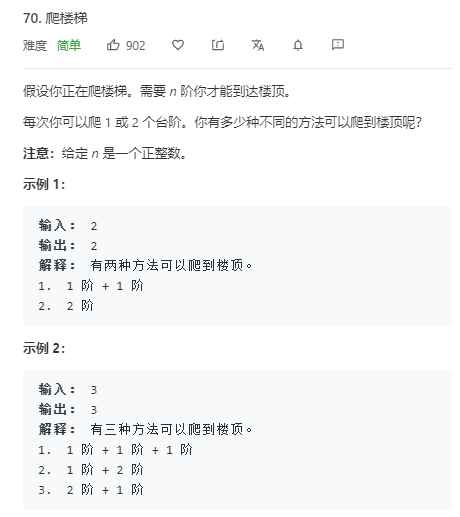 70. 爬楼梯
难度 简单 902
假设你正在爬楼梯。需要 n 阶你才能到达楼顶。
每次你可以爬 1 或 2 个台阶。你有多少种不同的方法可以爬到楼顶呢？
注意：给定 n 是一个正整数。
示例 1：
输入： 2
输出： 2
解释： 有两种方法可以爬到楼顶。
1. 1 阶 + 1 阶
2. 2 阶
示例 2：
输入： 3
输出： 3
解释： 有三种方法可以爬到楼顶。
1. 1 阶 + 1 阶 + 1 阶
2. 1 阶 + 2 阶
3. 2 阶 + 1 阶